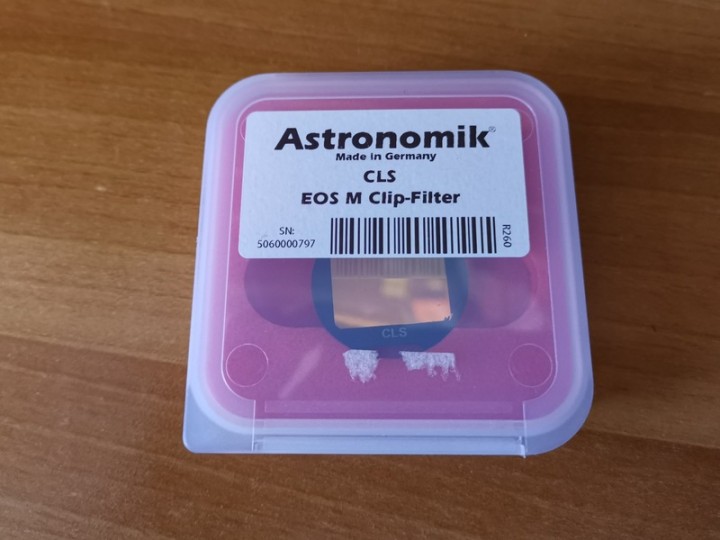 Astronomik®
Made in Germany
CLS
EOS M Clip-Filter
SN:
5060000797
R260
CLS